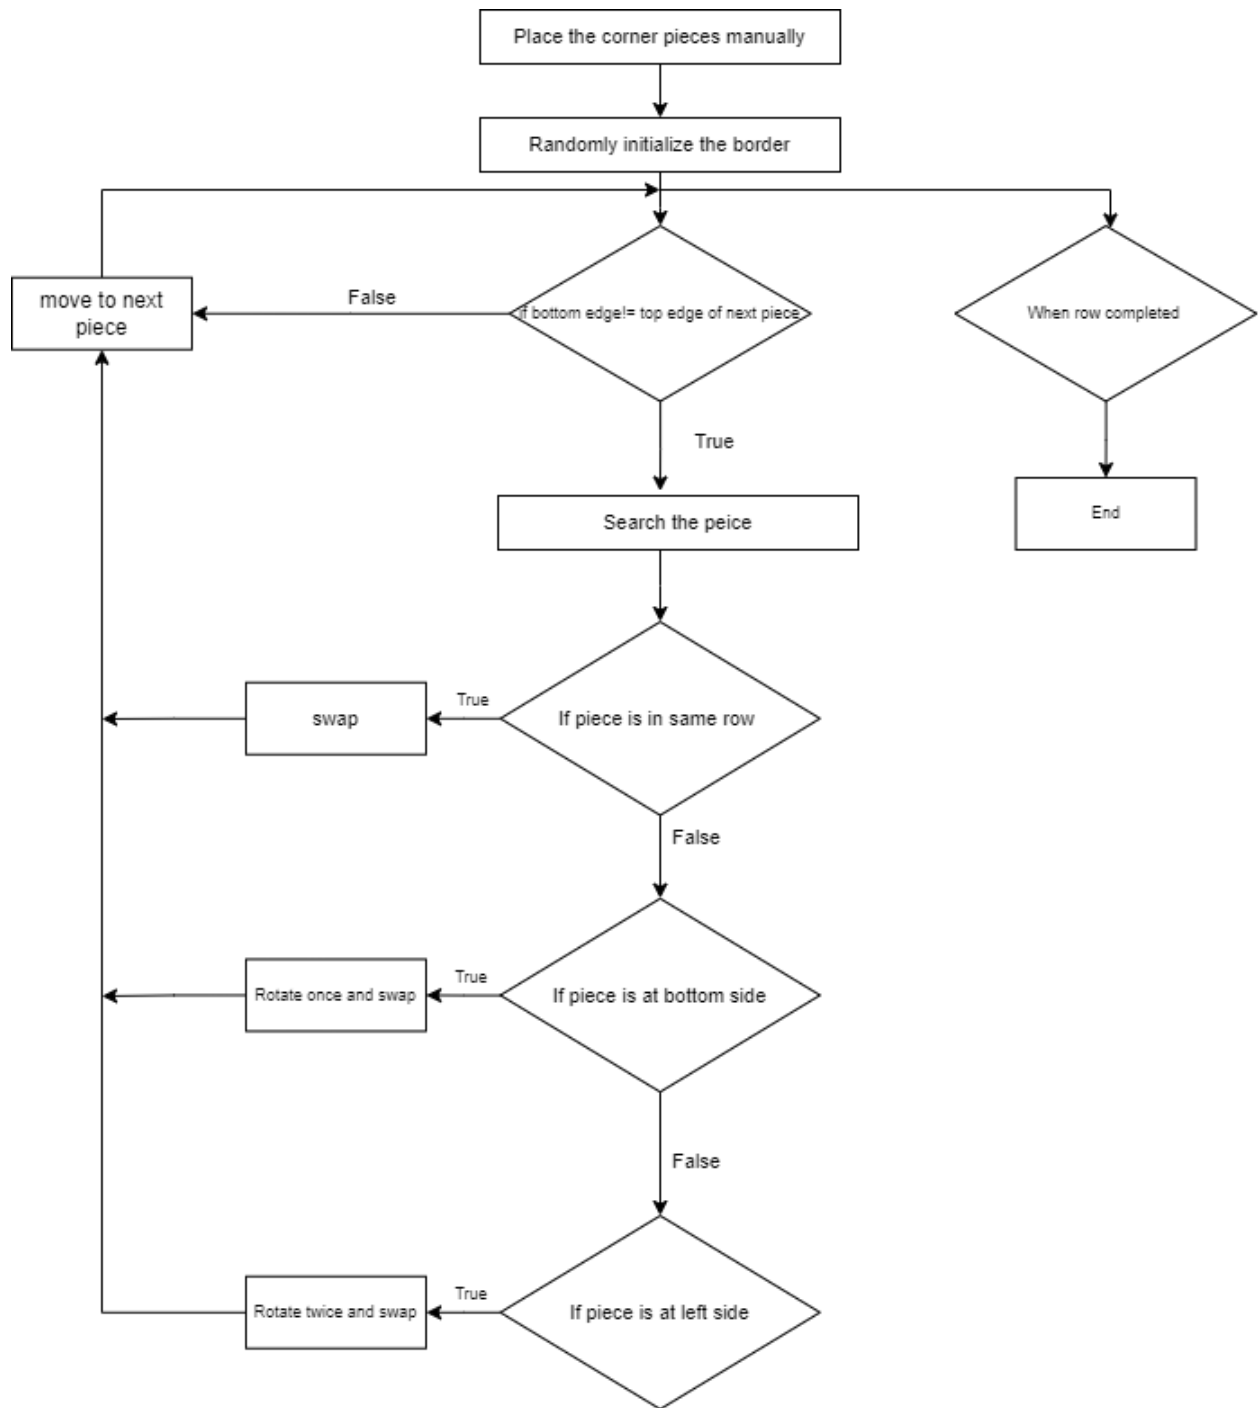 Place the corner pieces manually
Randomly initialize the border
move to next
piece
False
if bottom edge!= top edge of next piece
When row completed
True
Search the peice
End
swap
True
If piece is in same row
False
Rotate once and swap
True
If piece is at bottom side
False
Rotate twice and swap
True
If piece is at left side